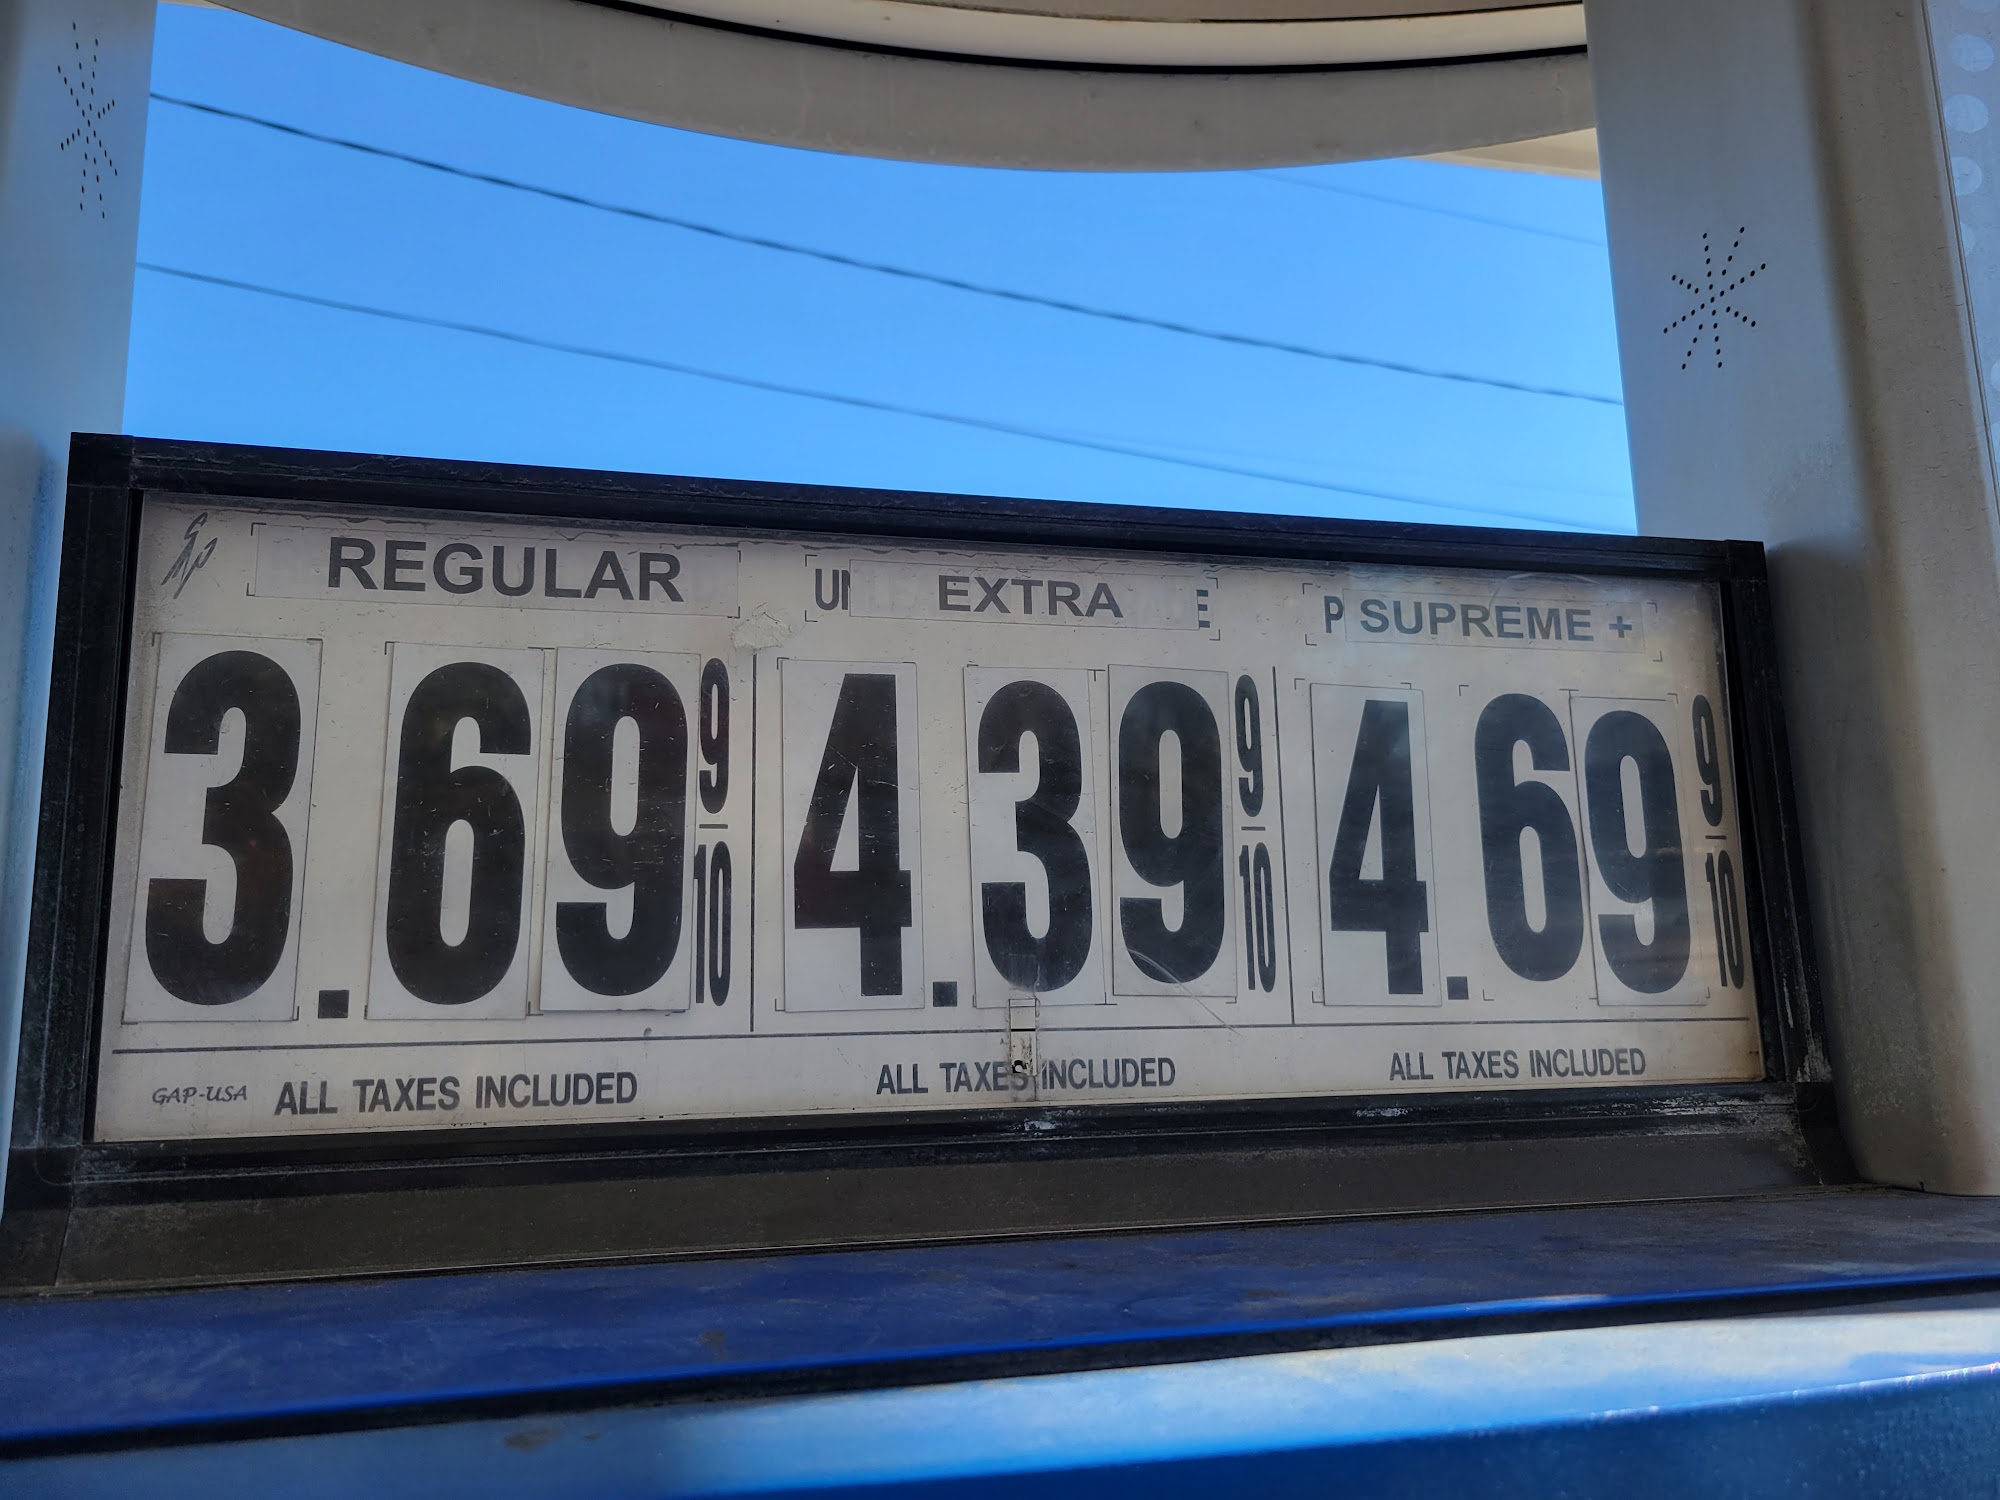 REGULAR
UN EXTRA E
P SUPREME +
3.69 9/10
4.39 9/10
4.69 9/10
GAP-USA ALL TAXES INCLUDED
ALL TAXES INCLUDED
ALL TAXES INCLUDED